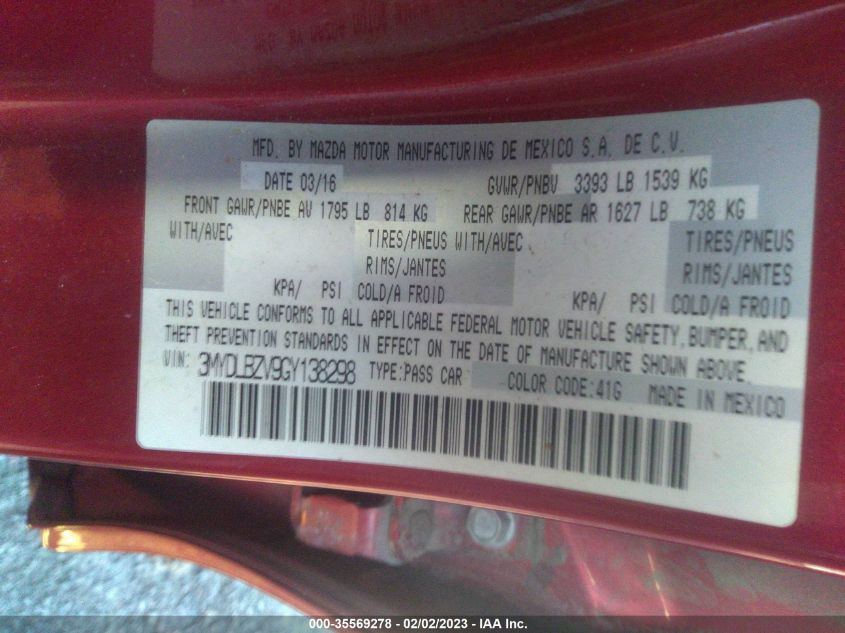 MFD. BY MAZDA MOTOR MANUFACTURING DE MEXICO S.A. DE C.V.
DATE 03/16 GVWR/PNBV 3393 LB 1539 KG
FRONT GAWR/PNBE AV 1795 LB 814 KG REAR GAWR/PNBE AR 1627 LB 738 KG
WITH/AVEC TIRES/PNEUS WITH/AVEC TIRES/PNEUS
RIMS/JANTES RIMS/JANTES
KPA/ PSI COLD/A FROID KPA/ PSI COLD/A FROID
THIS VEHICLE CONFORMS TO ALL APPLICABLE FEDERAL MOTOR VEHICLE SAFETY, BUMPER, AND
THEFT PREVENTION STANDARDS IN EFFECT ON THE DATE OF MANUFACTURE SHOWN ABOVE.
VIN: 3MYDLBZV9GY138298 TYPE:PASS CAR COLOR CODE:41G MADE IN MEXICO
000-35569278 - 02/02/2023 - IAA Inc.